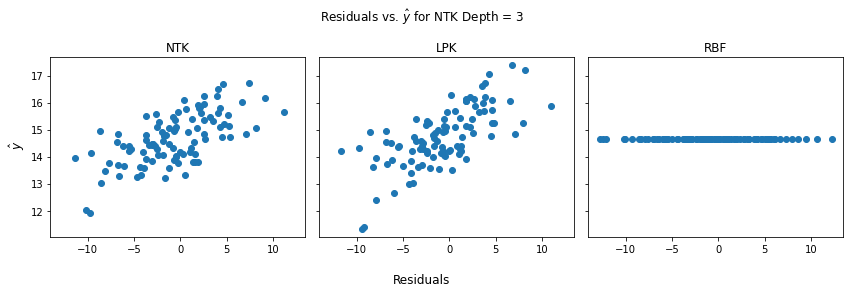 Residuals vs. ŷ for NTK Depth = 3
NTK
LPK
RBF
17
16
15
14
13
12
ŷ
−10 −5 0 5 10
−10 −5 0 5 10
−10 −5 0 5 10
Residuals